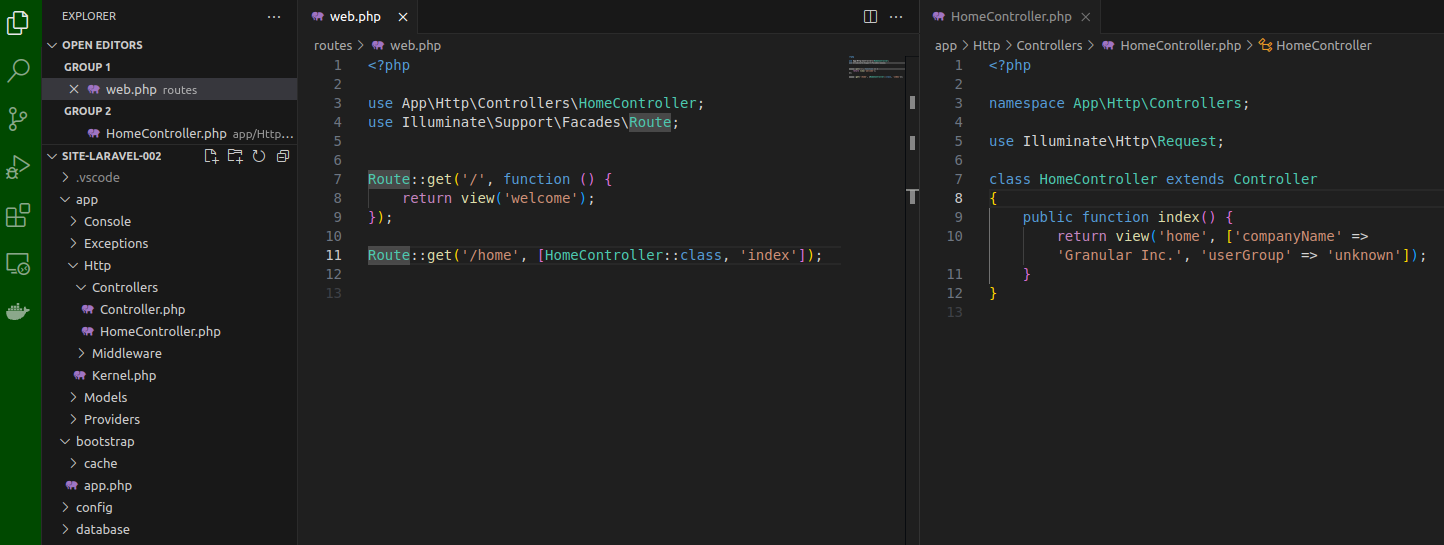 EXPLORER
OPEN EDITORS
GROUP 1
web.php routes
GROUP 2
HomeController.php app/Http...
SITE-LARAVEL-002
.vscode
app
Console
Exceptions
Http
Controllers
Controller.php
HomeController.php
Middleware
Kernel.php
Models
Providers
bootstrap
cache
app.php
config
database
web.php
routes > web.php
1 <?php
2
3 use App\Http\Controllers\HomeController;
4 use Illuminate\Support\Facades\Route;
5
6
7 Route::get('/', function () {
8 return view('welcome');
9 });
10
11 Route::get('/home', [HomeController::class, 'index']);
12
13
HomeController.php
app > Http > Controllers > HomeController.php > HomeController
1 <?php
2
3 namespace App\Http\Controllers;
4
5 use Illuminate\Http\Request;
6
7 class HomeController extends Controller
8 {
9 public function index() {
10 return view('home', ['companyName' =>
'Granular Inc.', 'userGroup' => 'unknown']);
11 }
12 }
13